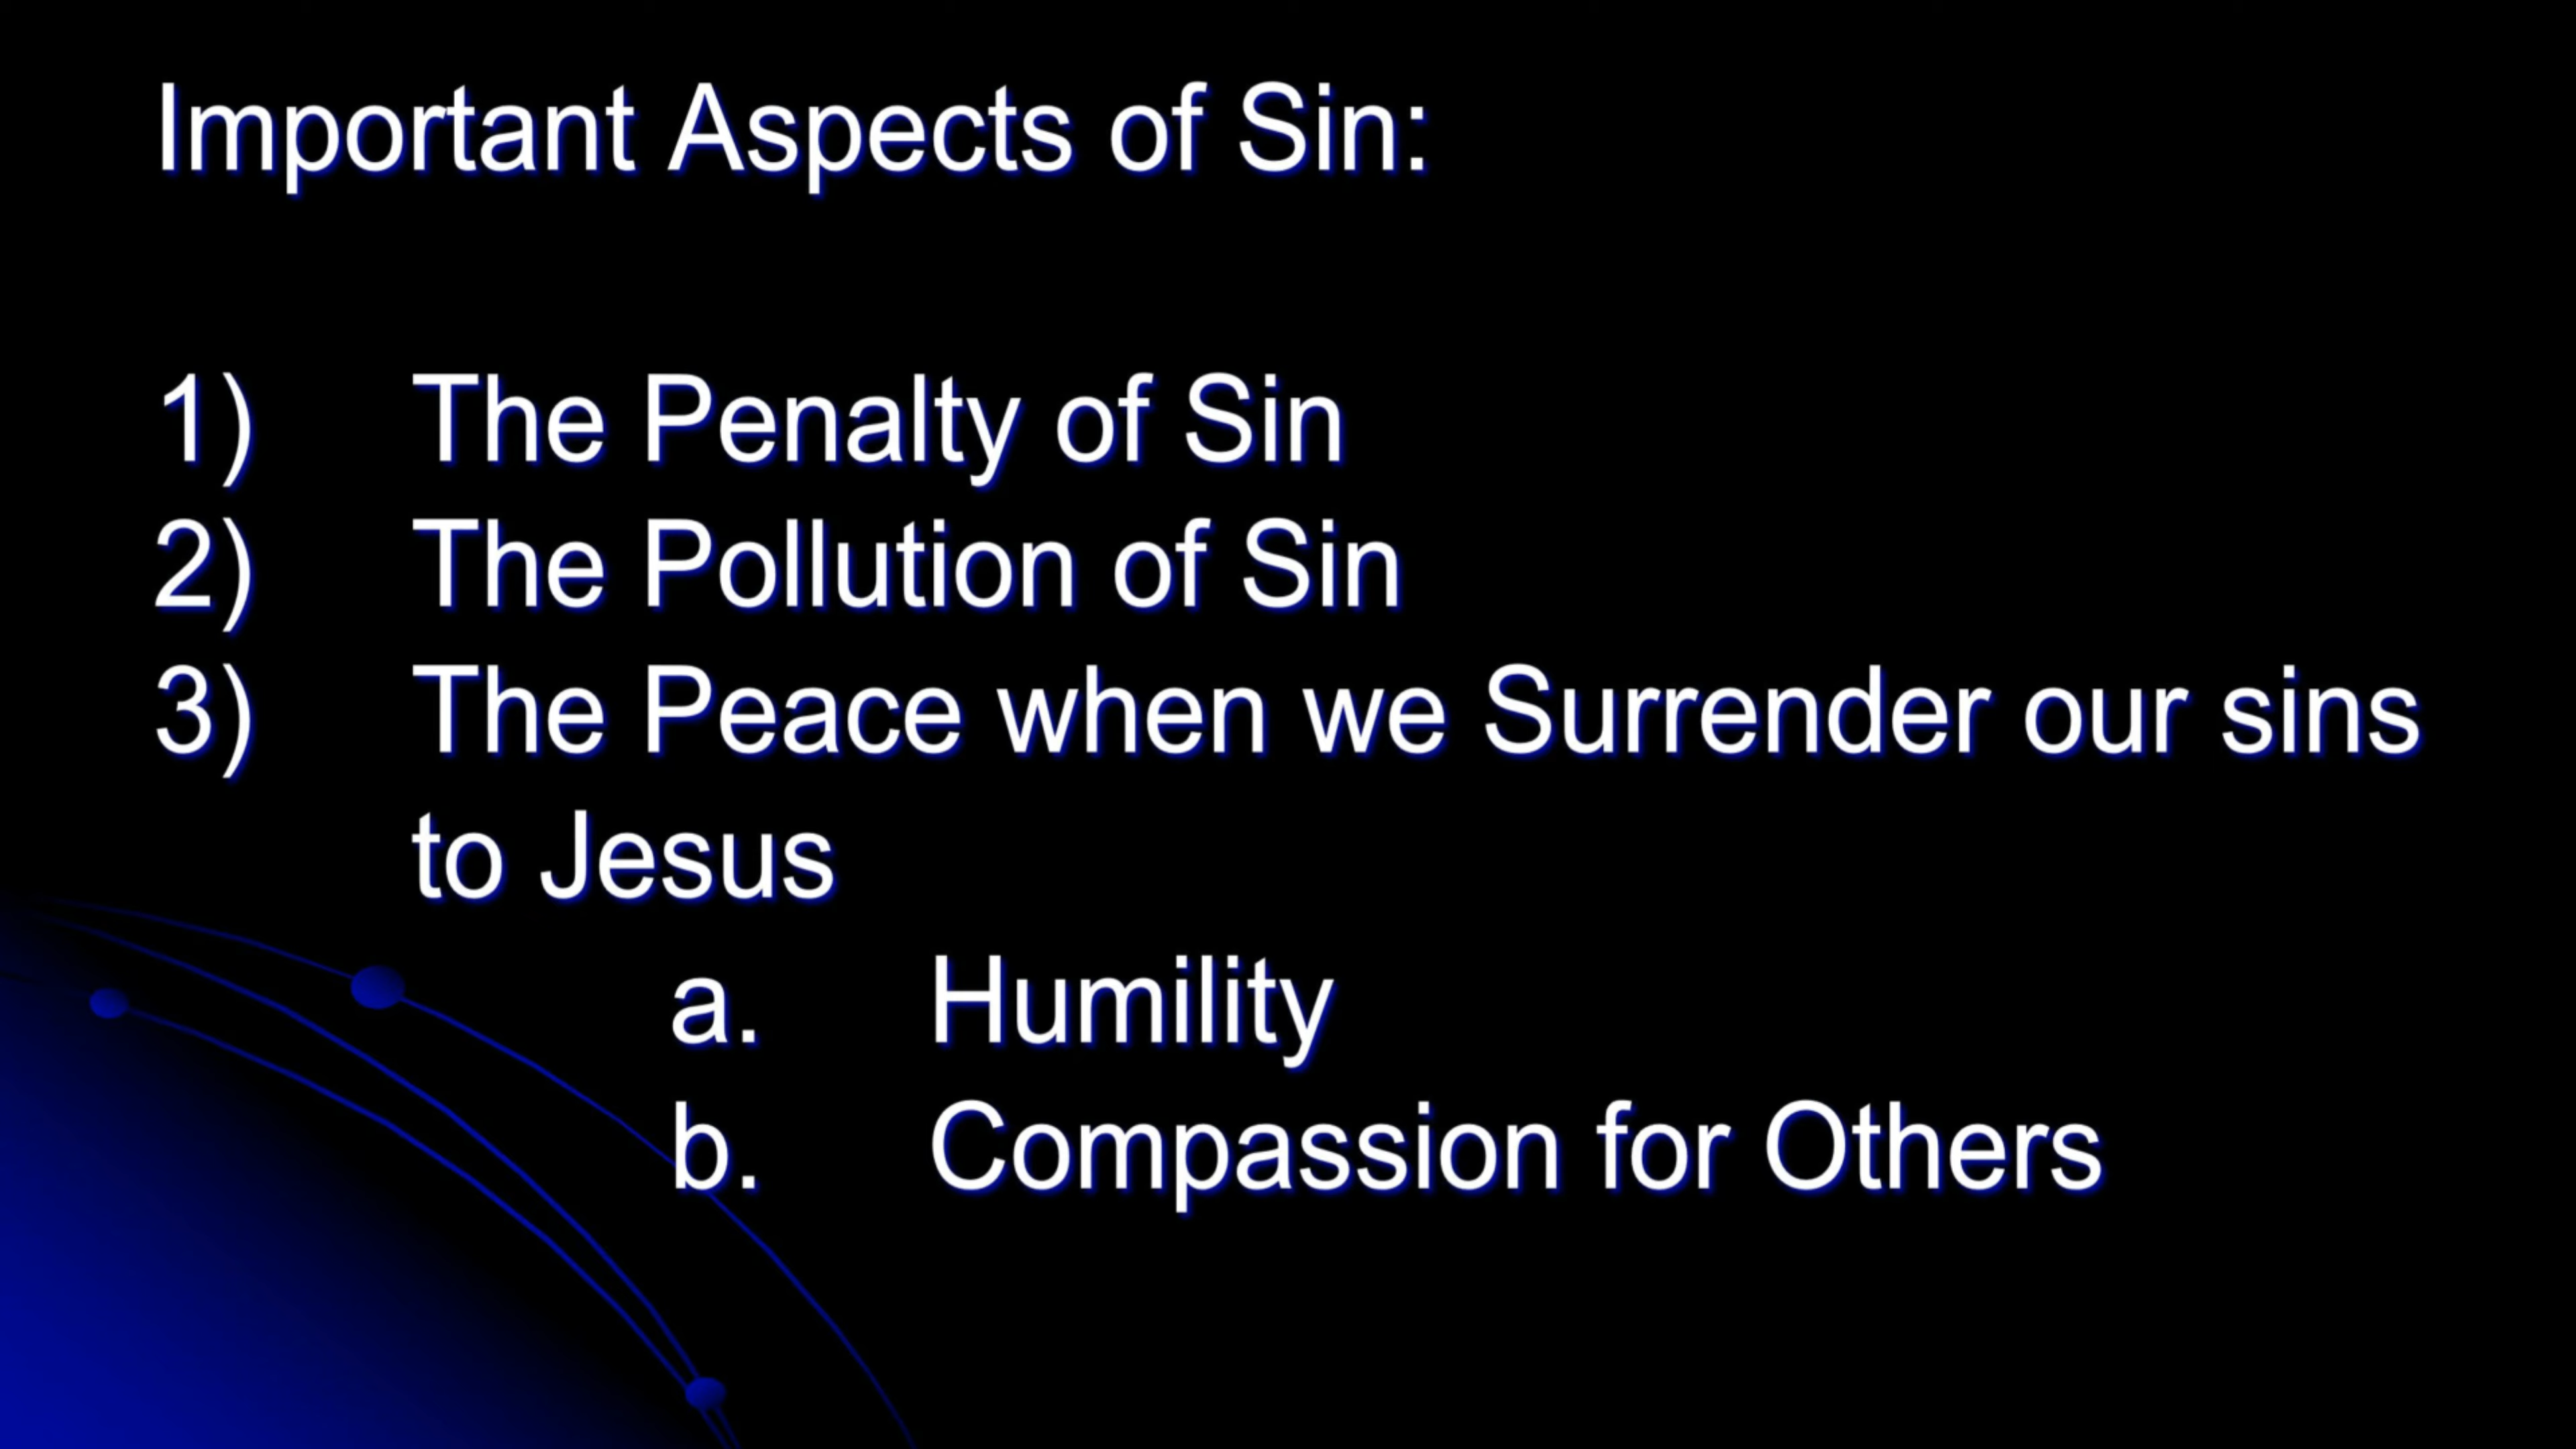 Important Aspects of Sin:
1) The Penalty of Sin
2) The Pollution of Sin
3) The Peace when we Surrender our sins
to Jesus
a. Humility
b. Compassion for Others